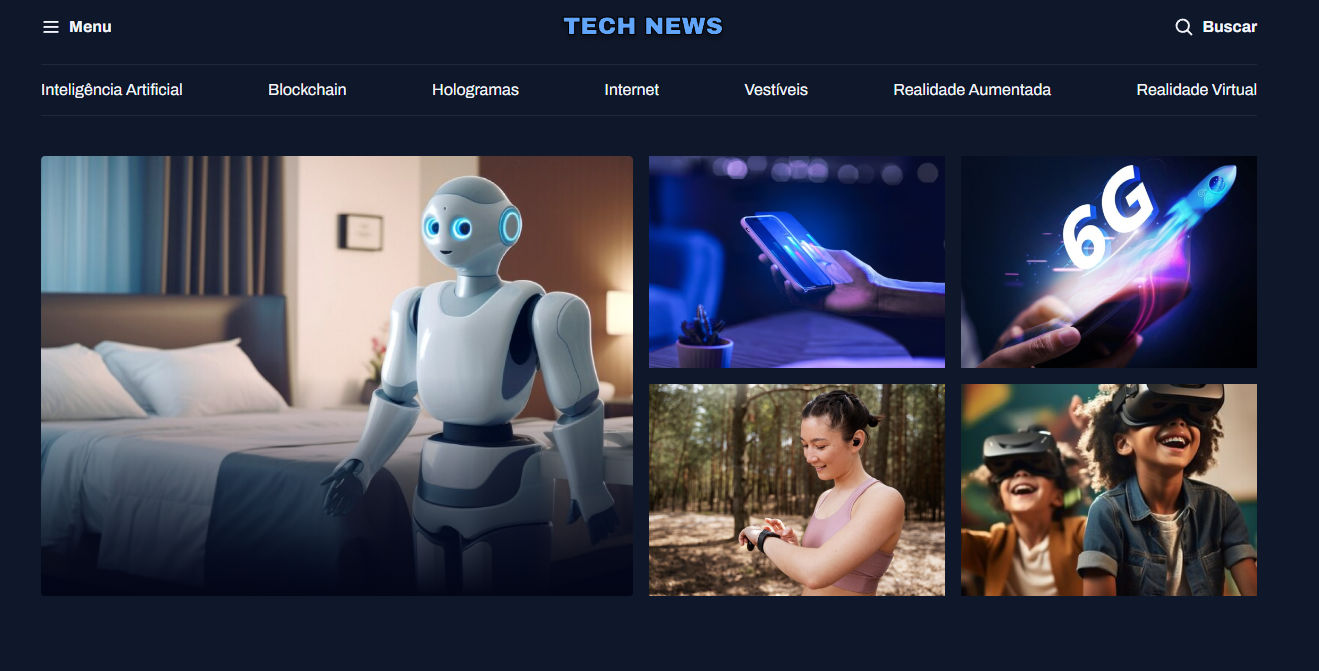 Menu
TECH NEWS
Buscar
Inteligência Artificial
Blockchain
Hologramas
Internet
Vestíveis
Realidade Aumentada
Realidade Virtual
6G